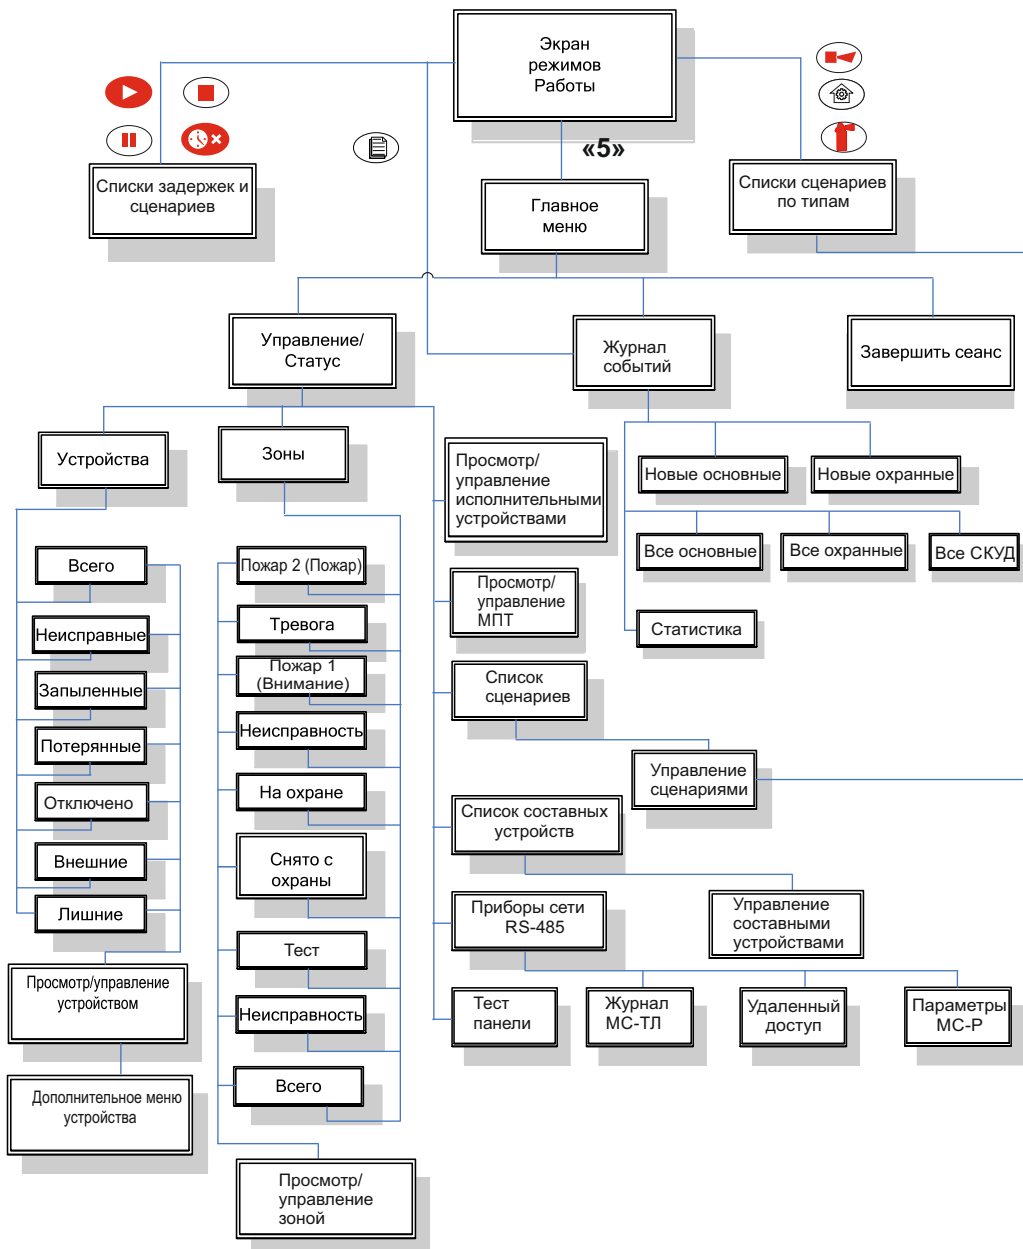 Экран
режимов
Работы
«5»
Списки задержек и
сценариев
Главное
меню
Списки сценариев
по типам
Управление/
Статус
Журнал
событий
Завершить сеанс
Устройства
Зоны
Просмотр/
управление
исполнительными
устройствами
Новые основные
Новые охранные
Все основные
Все охранные
Все СКУД
Статистика
Всего
Неисправные
Запыленные
Потерянные
Отключено
Внешние
Лишние
Просмотр/управление
устройством
Дополнительное меню
устройства
Пожар 2 (Пожар)
Тревога
Пожар 1
(Внимание)
Неисправность
На охране
Снято с
охраны
Тест
Неисправность
Всего
Просмотр/
управление
зоной
Просмотр/
управление
МПТ
Список
сценариев
Управление
сценариями
Список составных
устройств
Управление
составными
устройствами
Приборы сети
RS-485
Тест
панели
Журнал
МС-ТЛ
Удаленный
доступ
Параметры
МС-Р